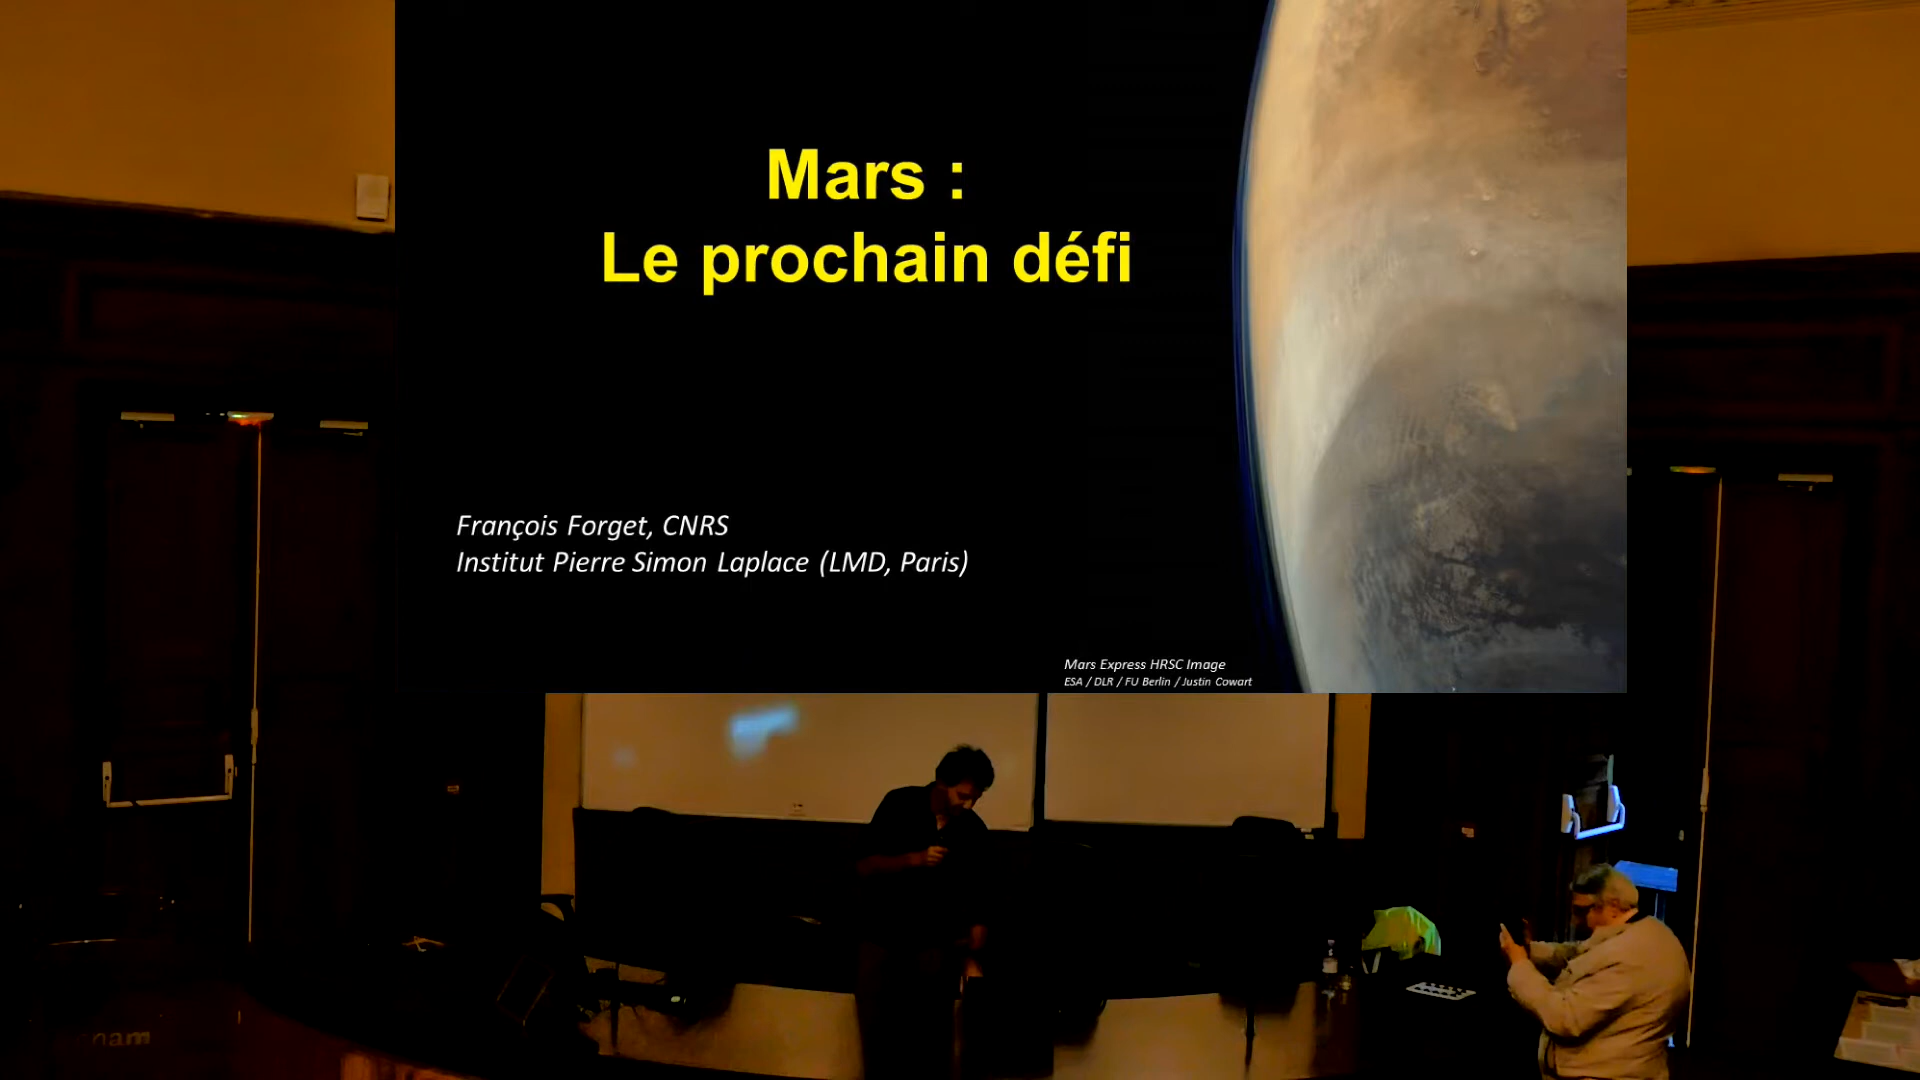 Mars :
Le prochain défi
François Forget, CNRS
Institut Pierre Simon Laplace (LMD, Paris)
Mars Express HRSC Image
ESA / DLR / FU Berlin / Justin Cowart